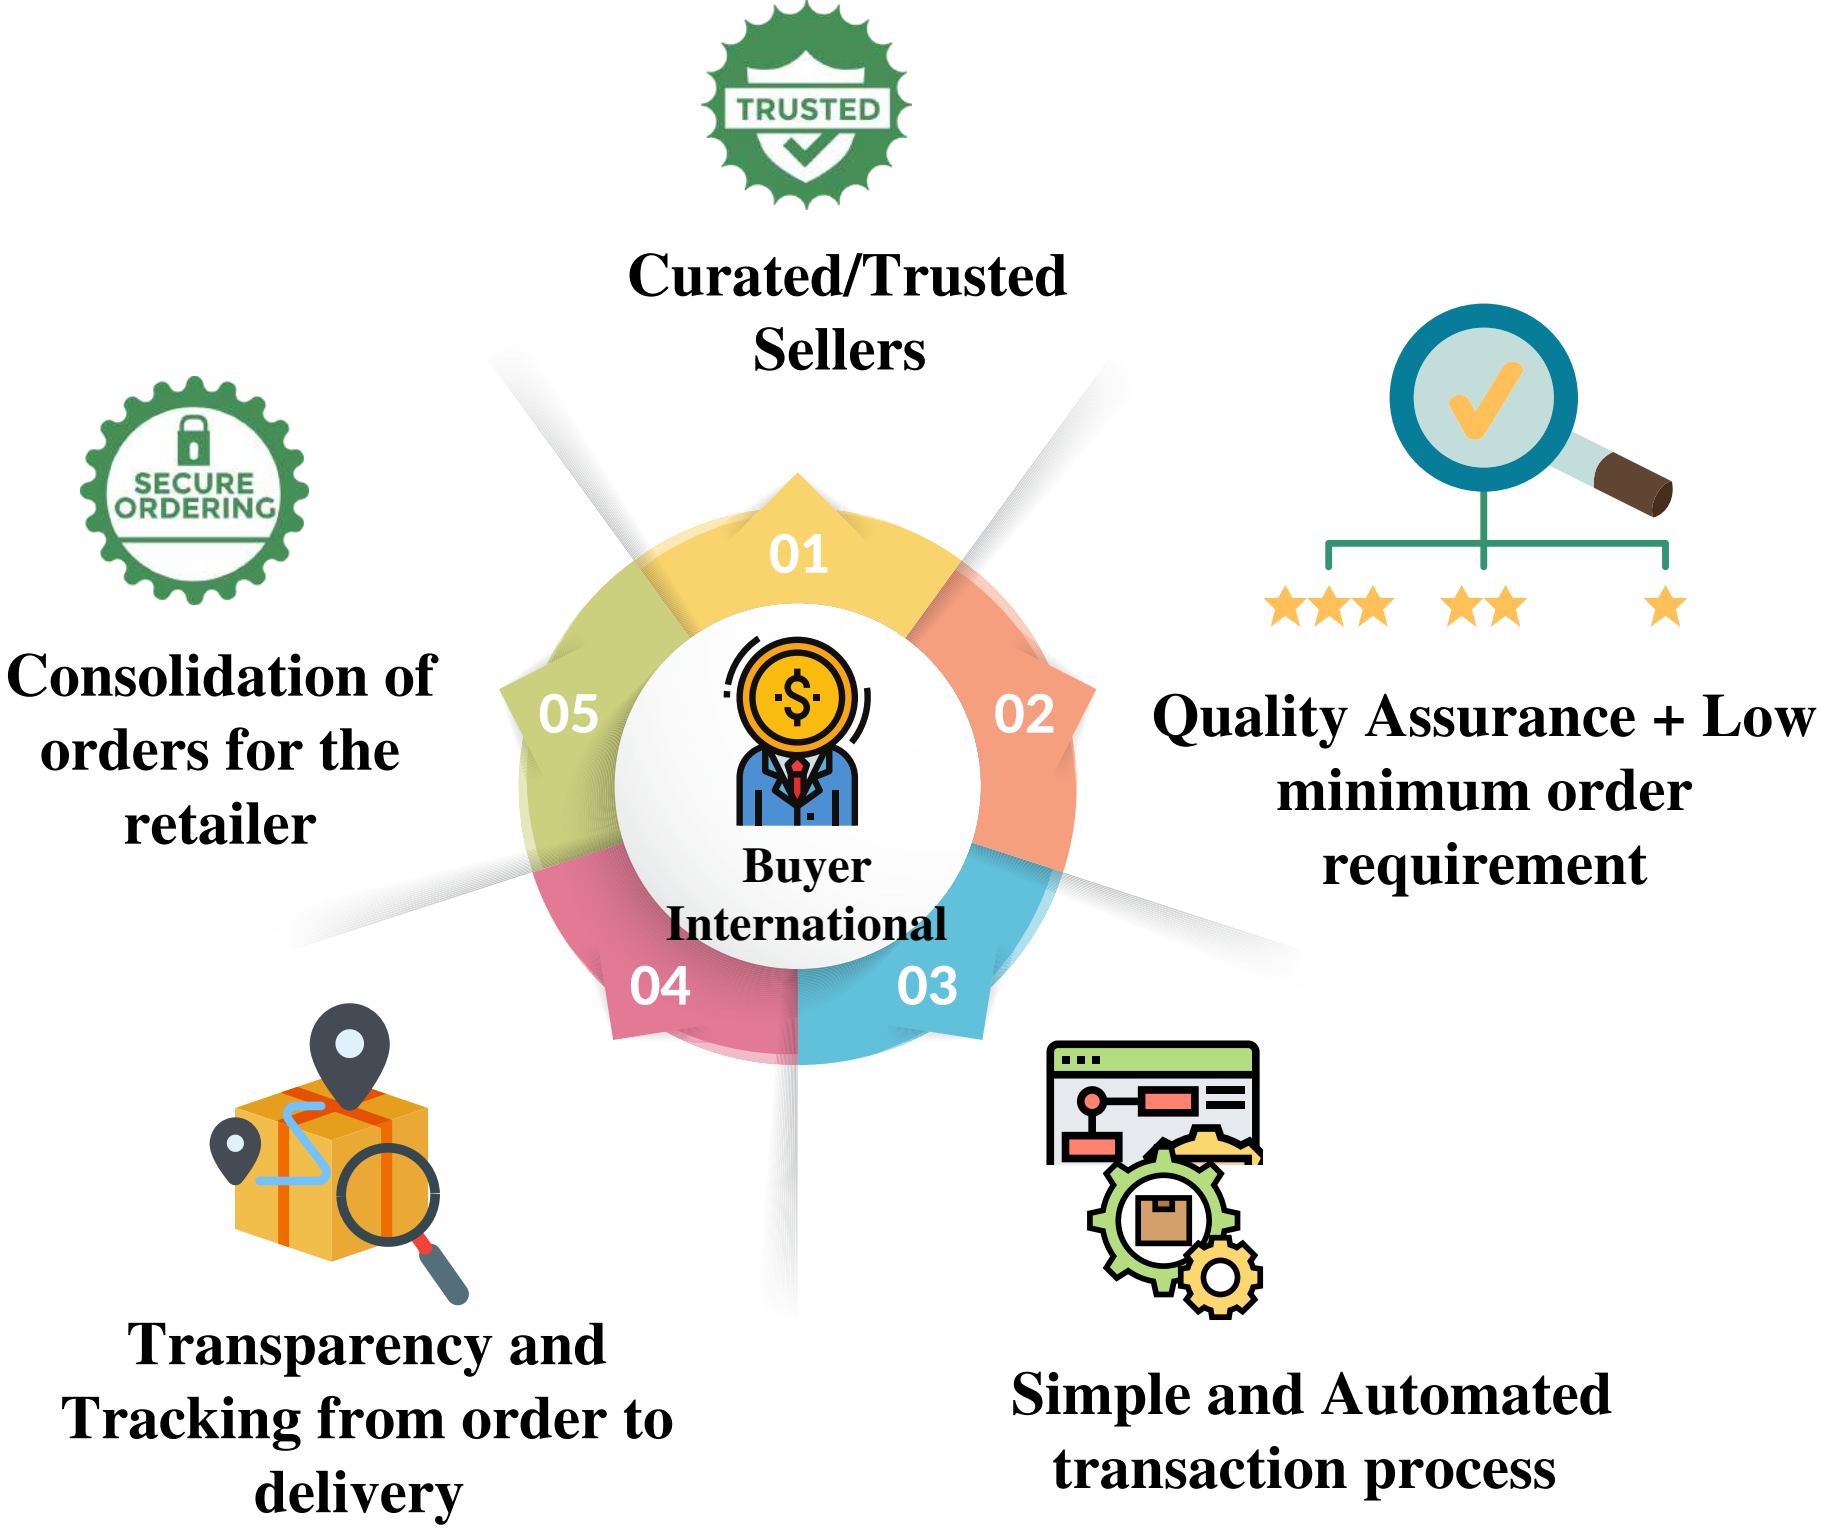 TRUSTED
Curated/Trusted
Sellers
01
02
Quality Assurance + Low
minimum order
requirement
03
Simple and Automated
transaction process
04
Transparency and
Tracking from order to
delivery
05
SECURE
ORDERING
Consolidation of
orders for the
retailer
$
Buyer
International